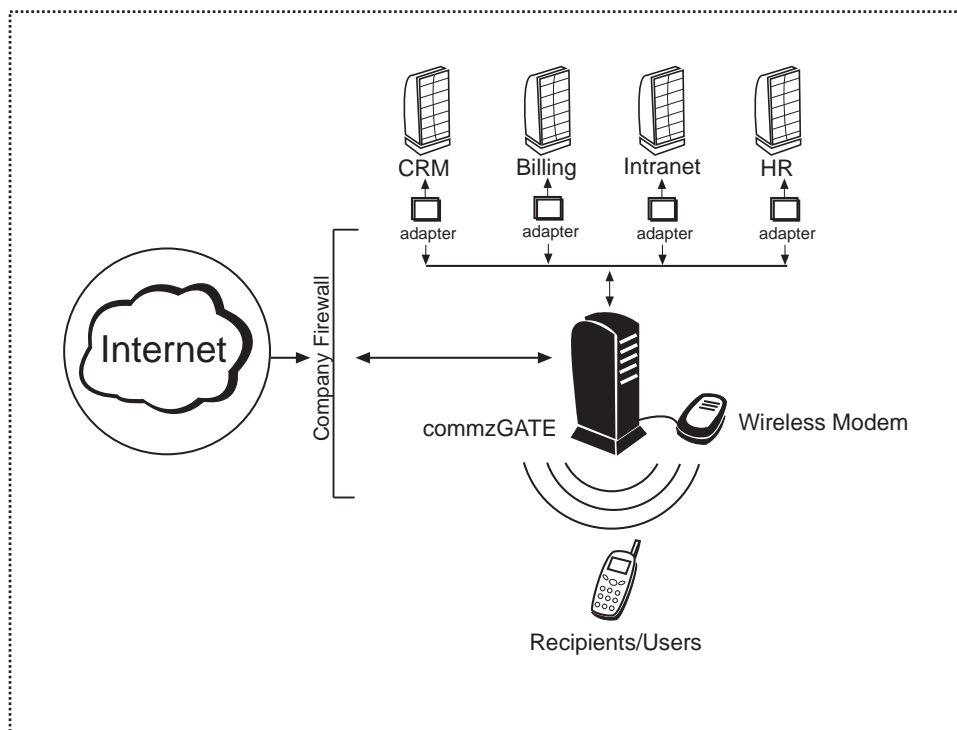 CRM Billing Intranet HR
adapter adapter adapter adapter
Company Firewall
Internet
commzGATE
Wireless Modem
Recipients/Users